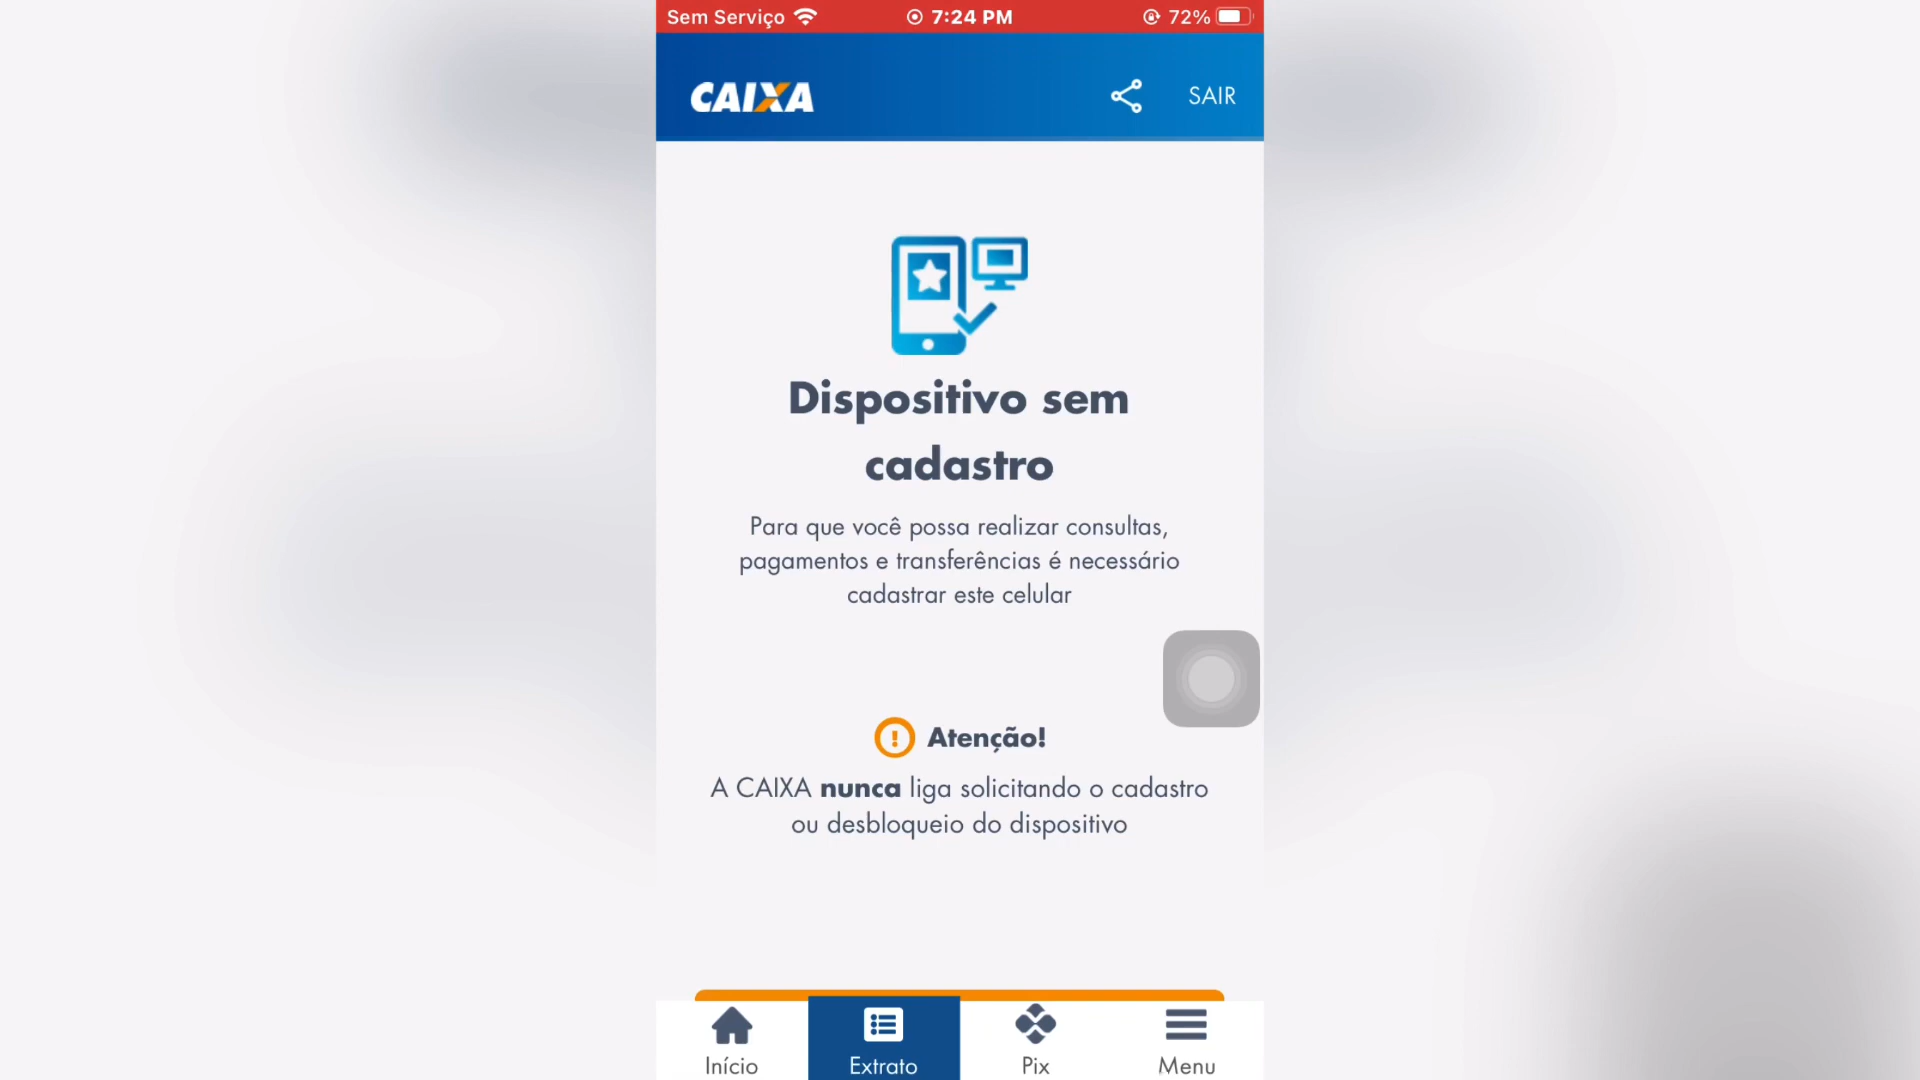 Sem Serviço 7:24 PM 72%
CAIXA SAIR
Dispositivo sem
cadastro
Para que você possa realizar consultas,
pagamentos e transferências é necessário
cadastrar este celular
Atenção!
A CAIXA nunca liga solicitando o cadastro
ou desbloqueio do dispositivo
Início Extrato Pix Menu